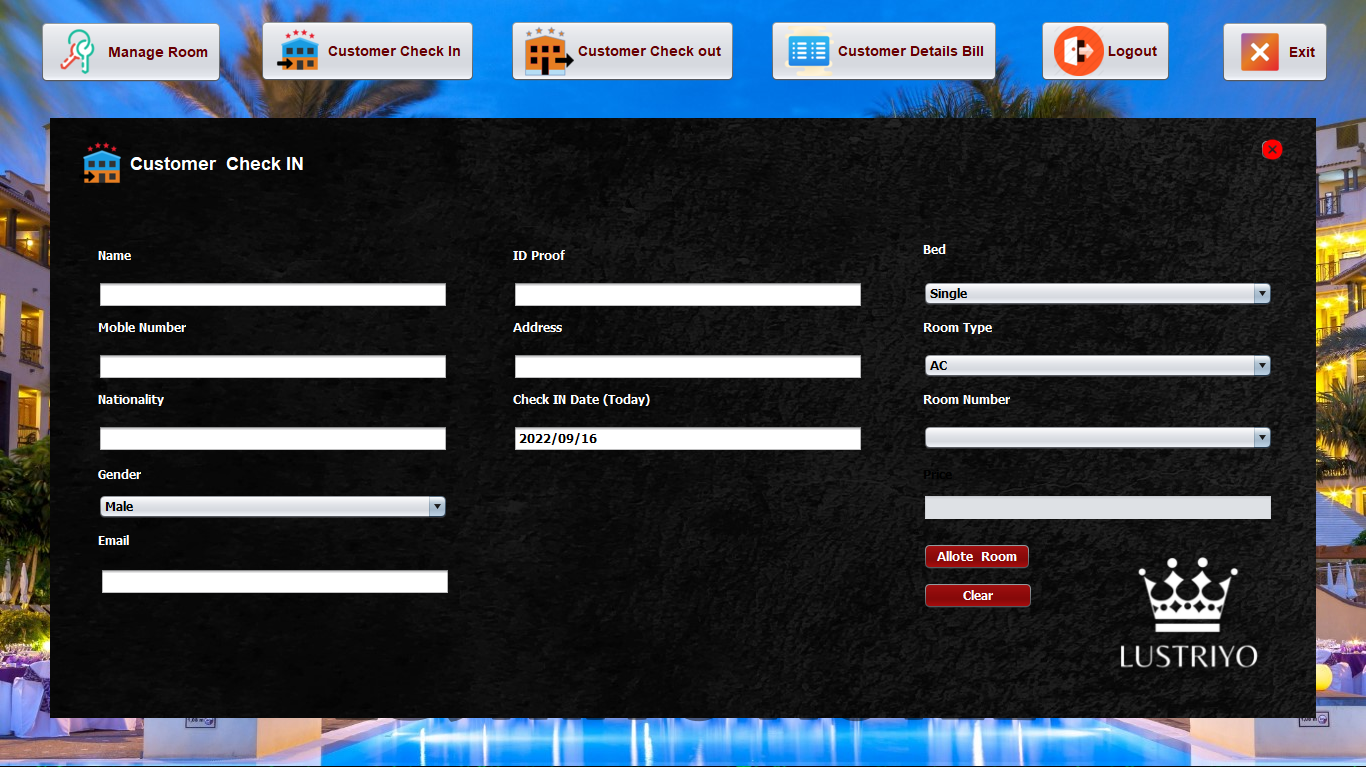 Manage Room
Customer Check In
Customer Check out
Customer Details Bill
Logout
Exit
Customer Check IN
Name
ID Proof
Bed
Single
Moble Number
Address
Room Type
AC
Nationality
Check IN Date (Today)
Room Number
2022/09/16
Gender
Price
Male
Email
Allote Room
Clear
LUSTRIYO